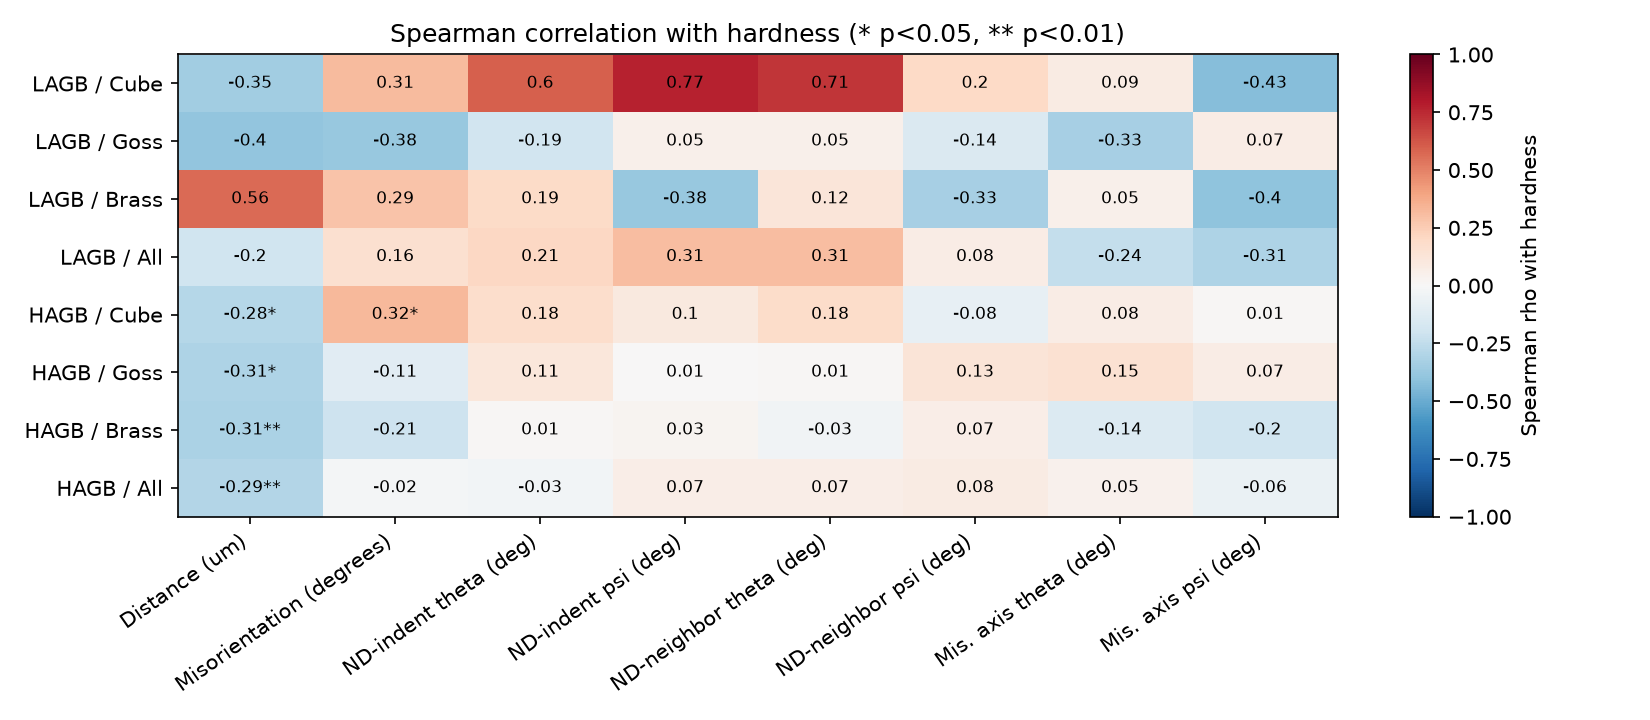 Spearman correlation with hardness (* p<0.05, ** p<0.01)
LAGB / Cube -0.35 0.31 0.6 0.77 0.71 0.2 0.09 -0.43
LAGB / Goss -0.4 -0.38 -0.19 0.05 0.05 -0.14 -0.33 0.07
LAGB / Brass 0.56 0.29 0.19 -0.38 0.12 -0.33 0.05 -0.4
LAGB / All -0.2 0.16 0.21 0.31 0.31 0.08 -0.24 -0.31
HAGB / Cube -0.28* 0.32* 0.18 0.1 0.18 -0.08 0.08 0.01
HAGB / Goss -0.31* -0.11 0.11 0.01 0.01 0.13 0.15 0.07
HAGB / Brass -0.31** -0.21 0.01 0.03 -0.03 0.07 -0.14 -0.2
HAGB / All -0.29** -0.02 -0.03 0.07 0.07 0.08 0.05 -0.06
Distance (um)
Misorientation (degrees)
ND-indent theta (deg)
ND-indent psi (deg)
ND-neighbor theta (deg)
ND-neighbor psi (deg)
Mis. axis theta (deg)
Mis. axis psi (deg)
1.00
0.75
0.50
0.25
0.00
−0.25
−0.50
−0.75
−1.00
Spearman rho with hardness